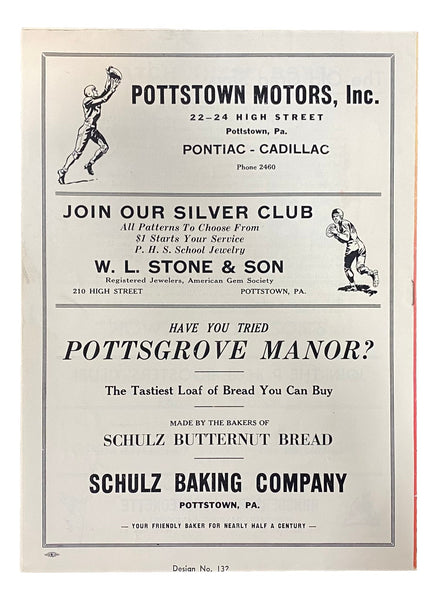 POTTSTOWN MOTORS, Inc.
22-24 HIGH STREET
Pottstown, Pa.
PONTIAC - CADILLAC
Phone 2460
JOIN OUR SILVER CLUB
All Patterns To Choose From
$1 Starts Your Service
P. H. S. School Jewelry
W. L. STONE & SON
Registered Jewelers, American Gem Society
210 HIGH STREET POTTSTOWN, PA.
HAVE YOU TRIED
POTTSGROVE MANOR?
The Tastiest Loaf of Bread You Can Buy
MADE BY THE BAKERS OF
SCHULZ BUTTERNUT BREAD
SCHULZ BAKING COMPANY
POTTSTOWN, PA.
— YOUR FRIENDLY BAKER FOR NEARLY HALF A CENTURY —
Design No.